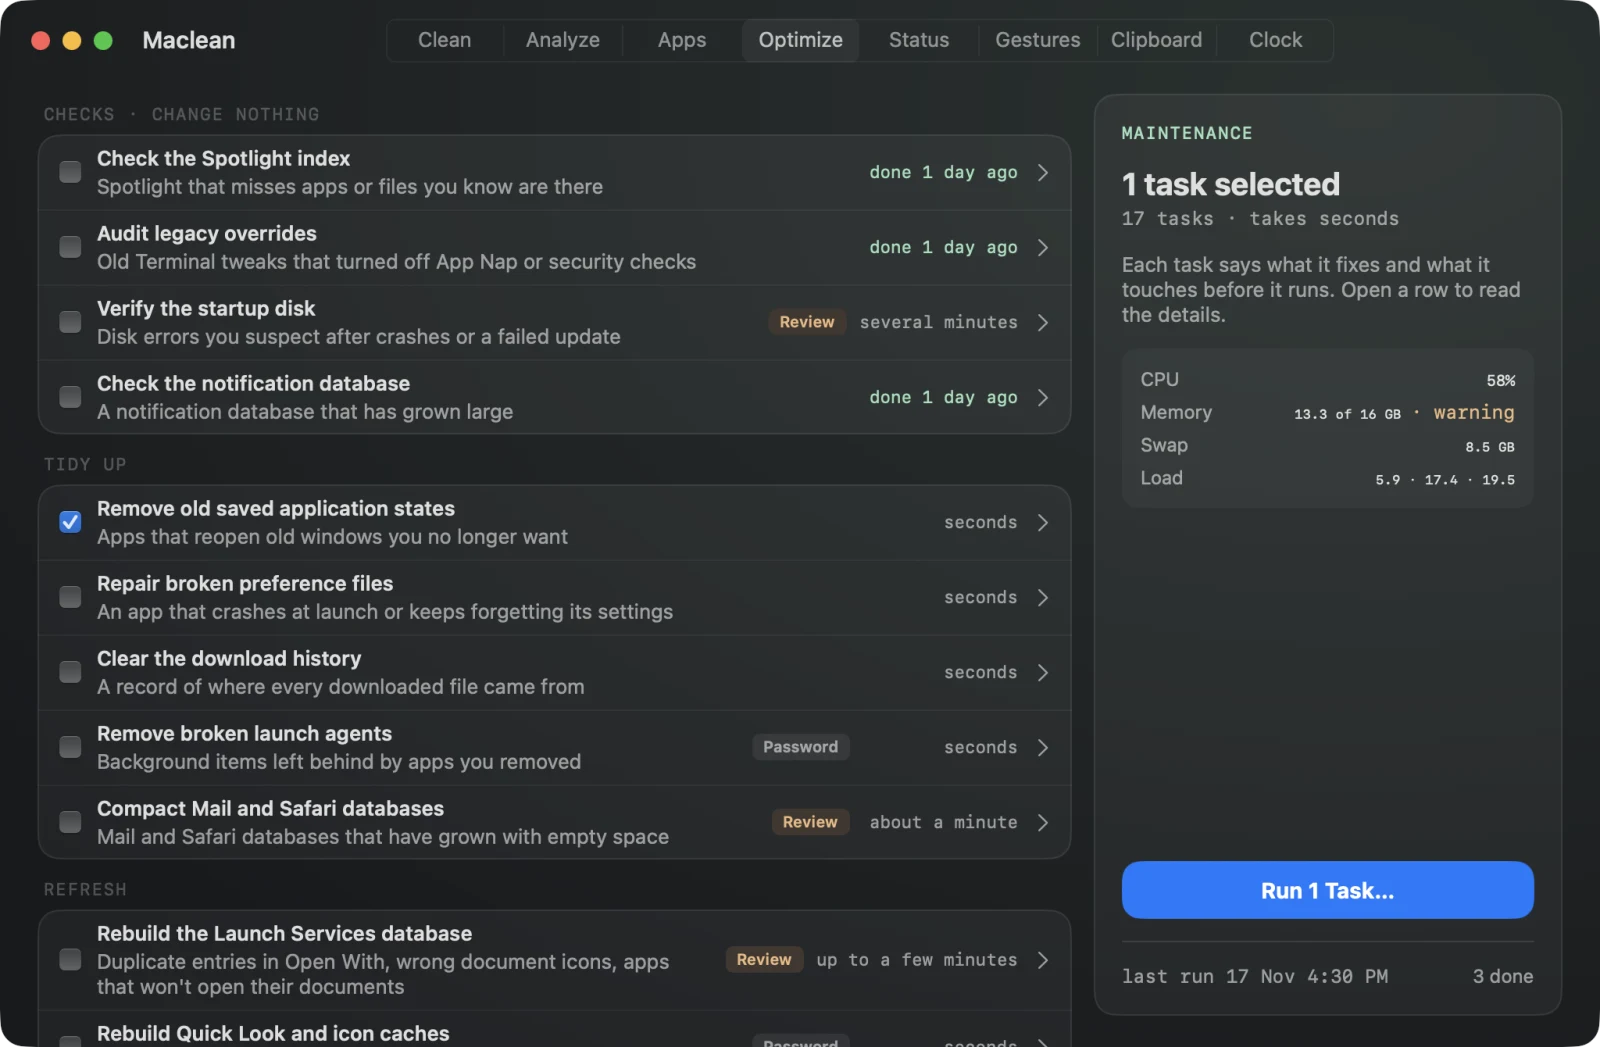 Maclean
Clean
Analyze
Apps
Optimize
Status
Gestures
Clipboard
Clock
CHECKS · CHANGE NOTHING
Check the Spotlight index
Spotlight that misses apps or files you know are there
done 1 day ago
Audit legacy overrides
Old Terminal tweaks that turned off App Nap or security checks
done 1 day ago
Verify the startup disk
Disk errors you suspect after crashes or a failed update
Review
several minutes
Check the notification database
A notification database that has grown large
done 1 day ago
TIDY UP
Remove old saved application states
Apps that reopen old windows you no longer want
seconds
Repair broken preference files
An app that crashes at launch or keeps forgetting its settings
seconds
Clear the download history
A record of where every downloaded file came from
seconds
Remove broken launch agents
Background items left behind by apps you removed
Password
seconds
Compact Mail and Safari databases
Mail and Safari databases that have grown with empty space
Review
about a minute
REFRESH
Rebuild the Launch Services database
Duplicate entries in Open With, wrong document icons, apps
that won't open their documents
Review
up to a few minutes
Rebuild Quick Look and icon caches
Password
seconds
MAINTENANCE
1 task selected
17 tasks · takes seconds
Each task says what it fixes and what it
touches before it runs. Open a row to read
the details.
CPU 58%
Memory 13.3 of 16 GB · warning
Swap 8.5 GB
Load 5.9 · 17.4 · 19.5
Run 1 Task...
last run 17 Nov 4:30 PM
3 done